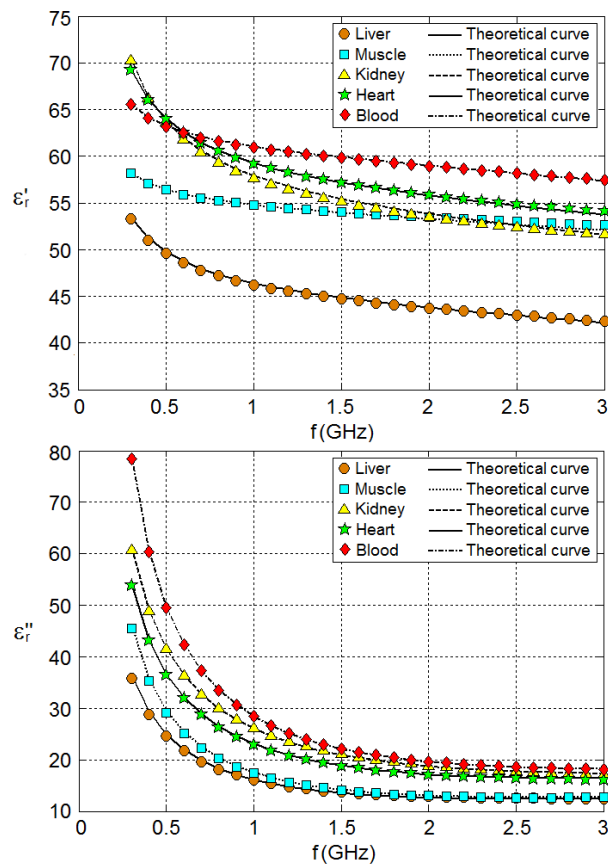 75
70
65
60
55
50
45
40
35
εr'
Liver Theoretical curve
Muscle Theoretical curve
Kidney Theoretical curve
Heart Theoretical curve
Blood Theoretical curve
0 0.5 1 1.5 2 2.5 3
f(GHz)
80
70
60
50
40
30
20
10
εr''
Liver Theoretical curve
Muscle Theoretical curve
Kidney Theoretical curve
Heart Theoretical curve
Blood Theoretical curve
0 0.5 1 1.5 2 2.5 3
f(GHz)